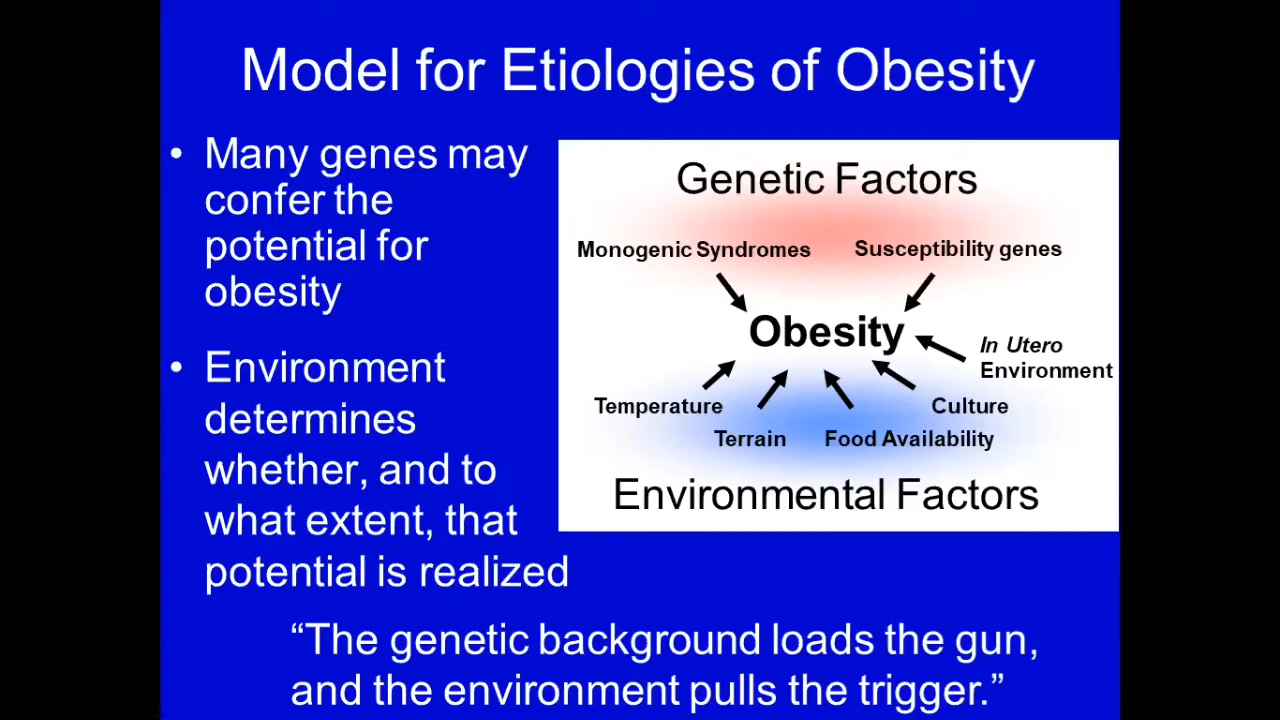 Model for Etiologies of Obesity
• Many genes may
confer the
potential for
obesity
• Environment
determines
whether, and to
what extent, that
potential is realized
Genetic Factors
Monogenic Syndromes Susceptibility genes
Obesity
In Utero
Environment
Temperature Culture
Terrain Food Availability
Environmental Factors
“The genetic background loads the gun,
and the environment pulls the trigger.”